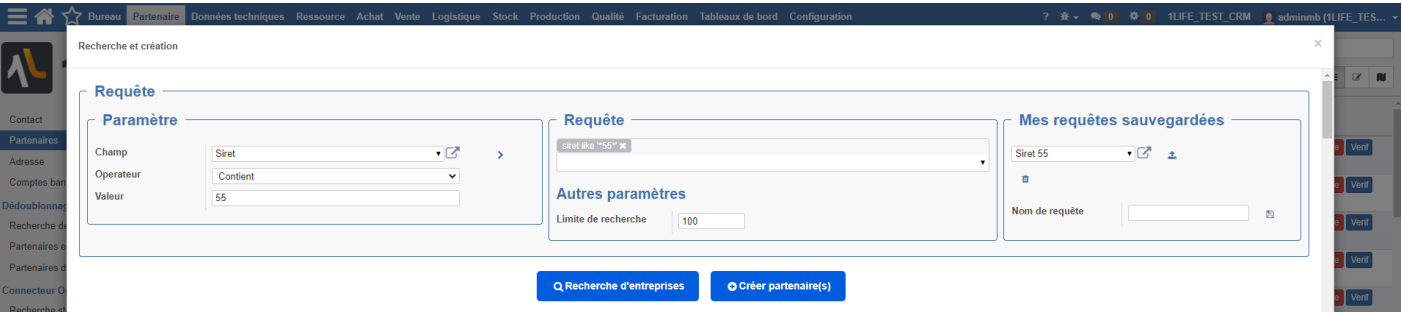 Bureau Partenaire Données techniques Ressource Achat Vente Logistique Stock Production Qualité Facturation Tableaux de bord Configuration ? 0 0 1LIFE_TEST_CRM adminmb (1LIFE_TES...
Recherche et création ×
Contact
Partenaires
Adresse
Comptes ban
Dédoublonnag
Recherche de
Partenaires e
Partenaires d
Connecteur O
Recherche st
Requête
Paramètre
Champ Siret
Operateur Contient
Valeur 55
Requête
siret like '*55*' ×
Autres paramètres
Limite de recherche 100
Mes requêtes sauvegardées
Siret 55
Nom de requête
Recherche d'entreprises Créer partenaire(s)
e Verif
e Verif
e Verif
e Verif
e Verif